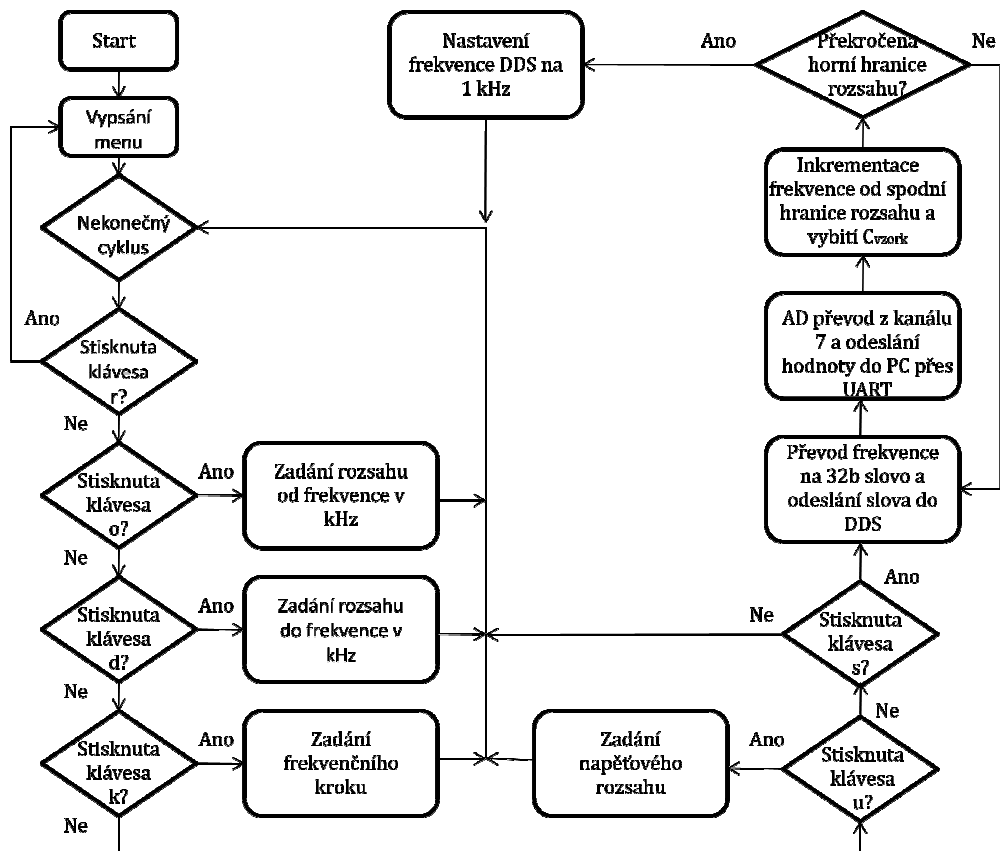 Start
Vypsání
menu
Nekonečný
cyklus
Ano
Stisknuta
klávesa
r?
Ne
Stisknuta
klávesa
o?
Ano
Zadání rozsahu
od frekvence v
kHz
Ne
Stisknuta
klávesa
d?
Ano
Zadání rozsahu
do frekvence v
kHz
Ne
Stisknuta
klávesa
k?
Ano
Zadání
frekvenčního
kroku
Ne
Stisknuta
klávesa
u?
Ano
Zadání
napěťového
rozsahu
Ne
Stisknuta
klávesa
s?
Ne
Ano
Převod frekvence
na 32b slovo a
odeslání slova do
DDS
AD převod z kanálu
7 a odeslání
hodnoty do PC přes
UART
Inkrementace
frekvence od spodní
hranice rozsahu a
vybití Cvzork
Překročena
horní hranice
rozsahu?
Ne
Ano
Nastavení
frekvence DDS na
1 kHz